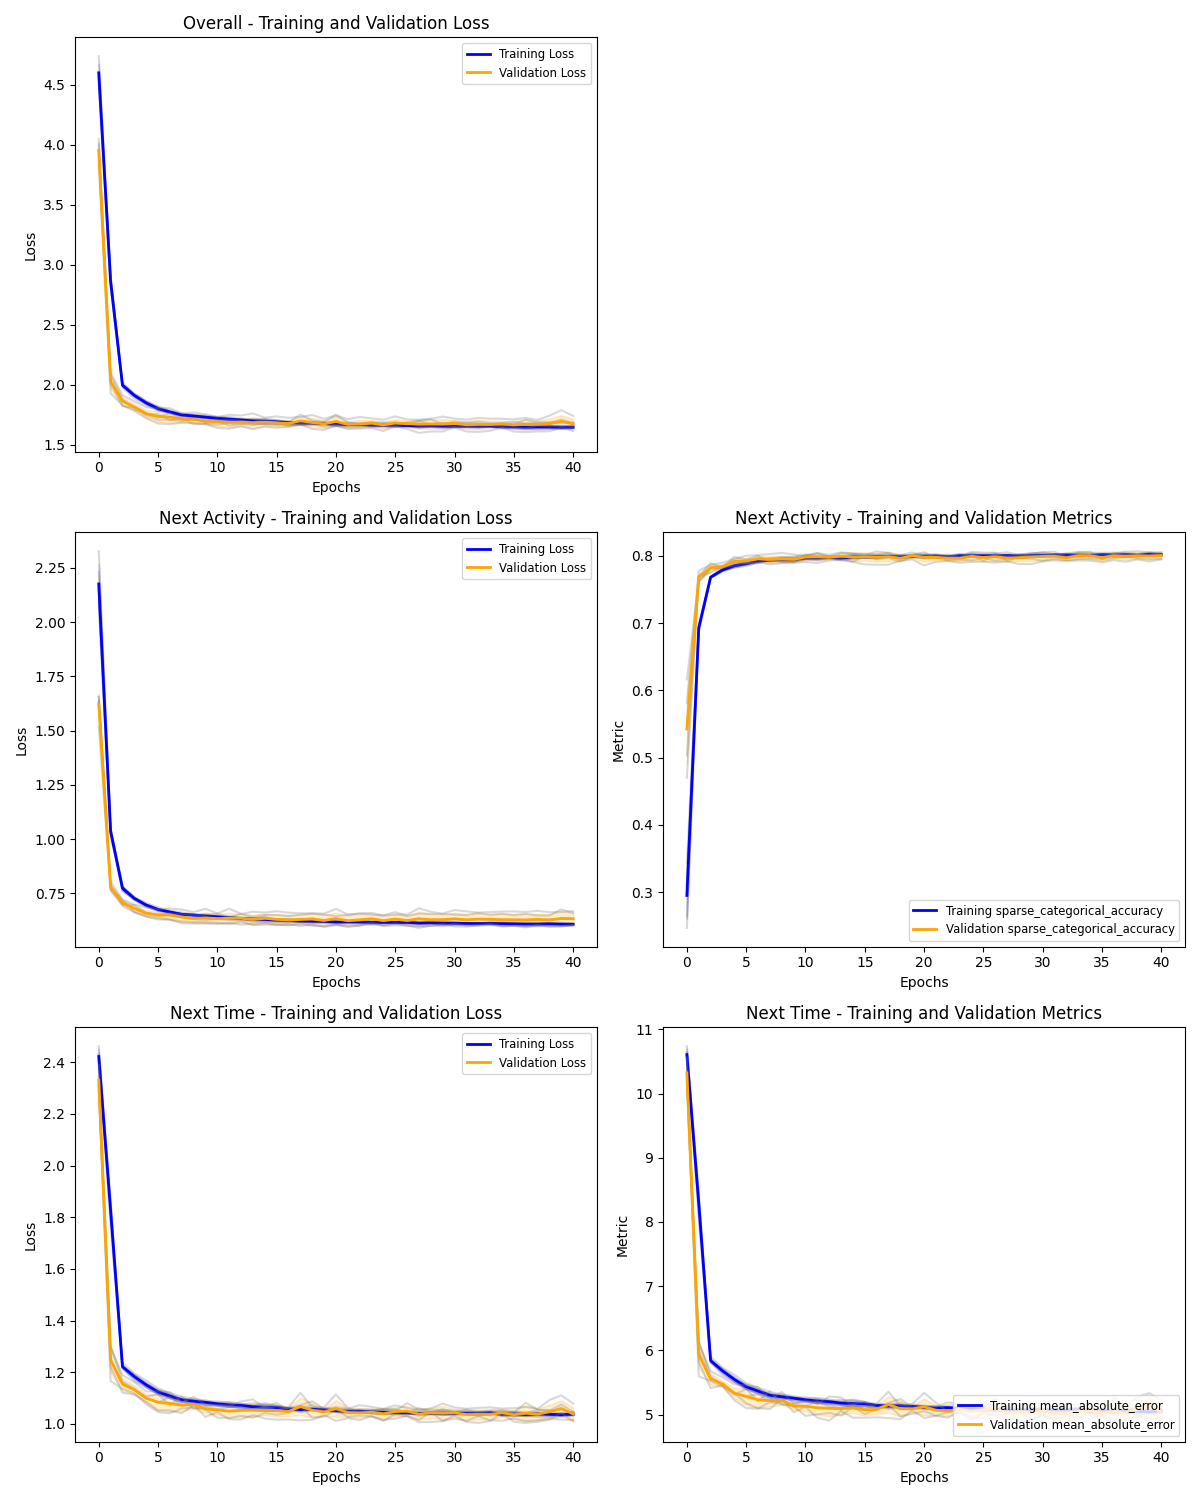 Overall - Training and Validation Loss
Training Loss
Validation Loss
4.5
4.0
3.5
3.0
2.5
2.0
1.5
Loss
0 5 10 15 20 25 30 35 40
Epochs
Next Activity - Training and Validation Loss
Training Loss
Validation Loss
2.25
2.00
1.75
1.50
1.25
1.00
0.75
Loss
0 5 10 15 20 25 30 35 40
Epochs
Next Activity - Training and Validation Metrics
0.8
0.7
0.6
0.5
0.4
0.3
Metric
Training sparse_categorical_accuracy
Validation sparse_categorical_accuracy
0 5 10 15 20 25 30 35 40
Epochs
Next Time - Training and Validation Loss
Training Loss
Validation Loss
2.4
2.2
2.0
1.8
1.6
1.4
1.2
1.0
Loss
0 5 10 15 20 25 30 35 40
Epochs
Next Time - Training and Validation Metrics
11
10
9
8
7
6
5
Metric
Training mean_absolute_error
Validation mean_absolute_error
0 5 10 15 20 25 30 35 40
Epochs